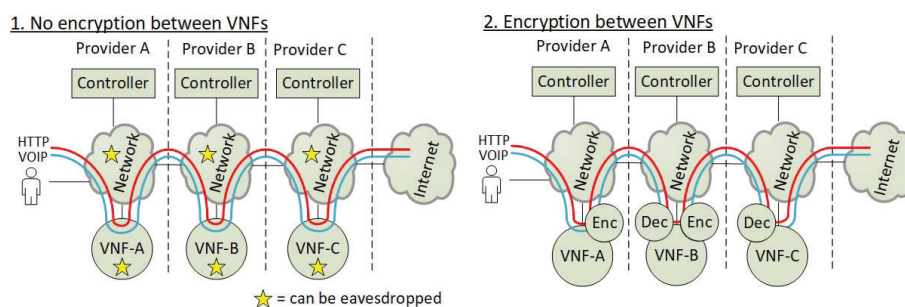 1. No encryption between VNFs
Provider A
Provider B
Provider C
Controller
Controller
Controller
HTTP
VOIP
Network
Network
Network
Internet
VNF-A
VNF-B
VNF-C
= can be eavesdropped
2. Encryption between VNFs
Provider A
Provider B
Provider C
Controller
Controller
Controller
HTTP
VOIP
Network
Network
Network
Internet
Enc
Dec
Enc
Dec
VNF-A
VNF-B
VNF-C